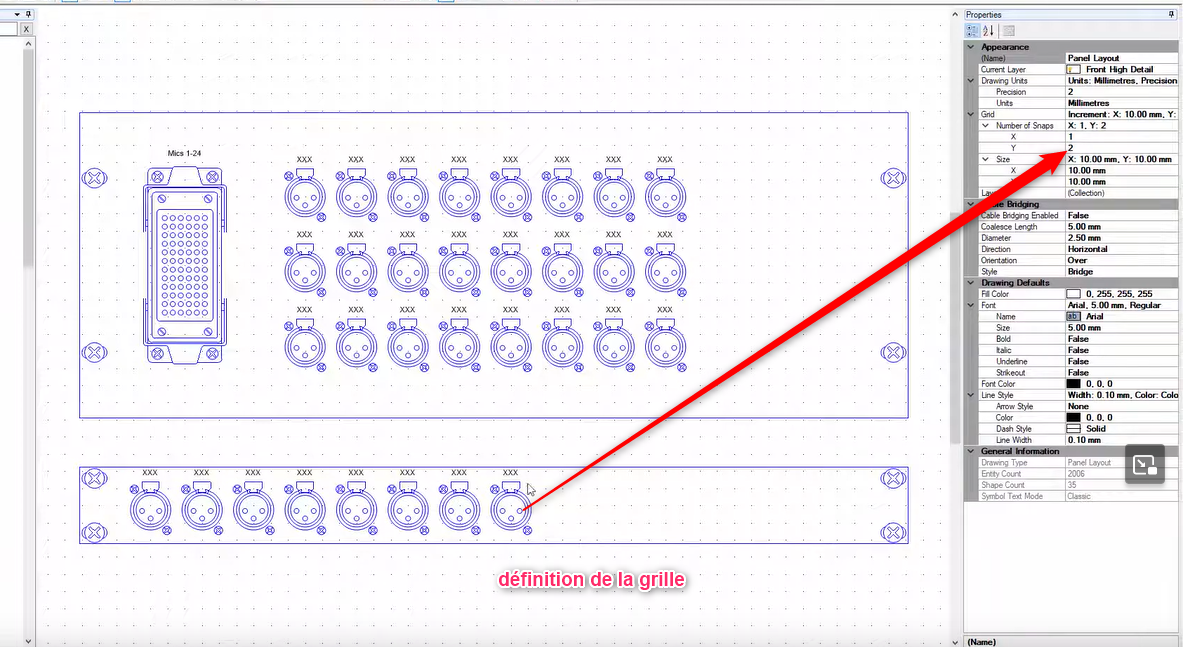 X
Mics 1-24
XXX XXX XXX XXX XXX XXX XXX XXX
XXX XXX XXX XXX XXX XXX XXX XXX
XXX XXX XXX XXX XXX XXX XXX XXX
XXX XXX XXX XXX XXX XXX XXX XXX
définition de la grille
Properties
Appearance
(Name) Panel Layout
Current Layer Front High Detail
Drawing Units Units: Millimetres, Precision
Precision 2
Units Millimetres
Grid Increment: X: 10.00 mm, Y:
Number of Snaps X: 1, Y: 2
X 1
Y 2
Size X: 10.00 mm, Y: 10.00 mm
X 10.00 mm
10.00 mm
(Collection)
Bridging
Cable Bridging Enabled False
Coalesce Length 5.00 mm
Diameter 2.50 mm
Direction Horizontal
Orientation Over
Style Bridge
Drawing Defaults
Fill Color 0, 255, 255, 255
Font Arial, 5.00 mm, Regular
Name ab Arial
Size 5.00 mm
Bold False
Italic False
Underline False
Strikeout False
Font Color 0, 0, 0
Line Style Width: 0.10 mm, Color: Colo
Arrow Style None
Color 0, 0, 0
Dash Style Solid
Line Width 0.10 mm
General Information
Drawing Type Panel Layout
Entity Count 2006
Shape Count 35
Symbol Text Mode Classic
(Name)